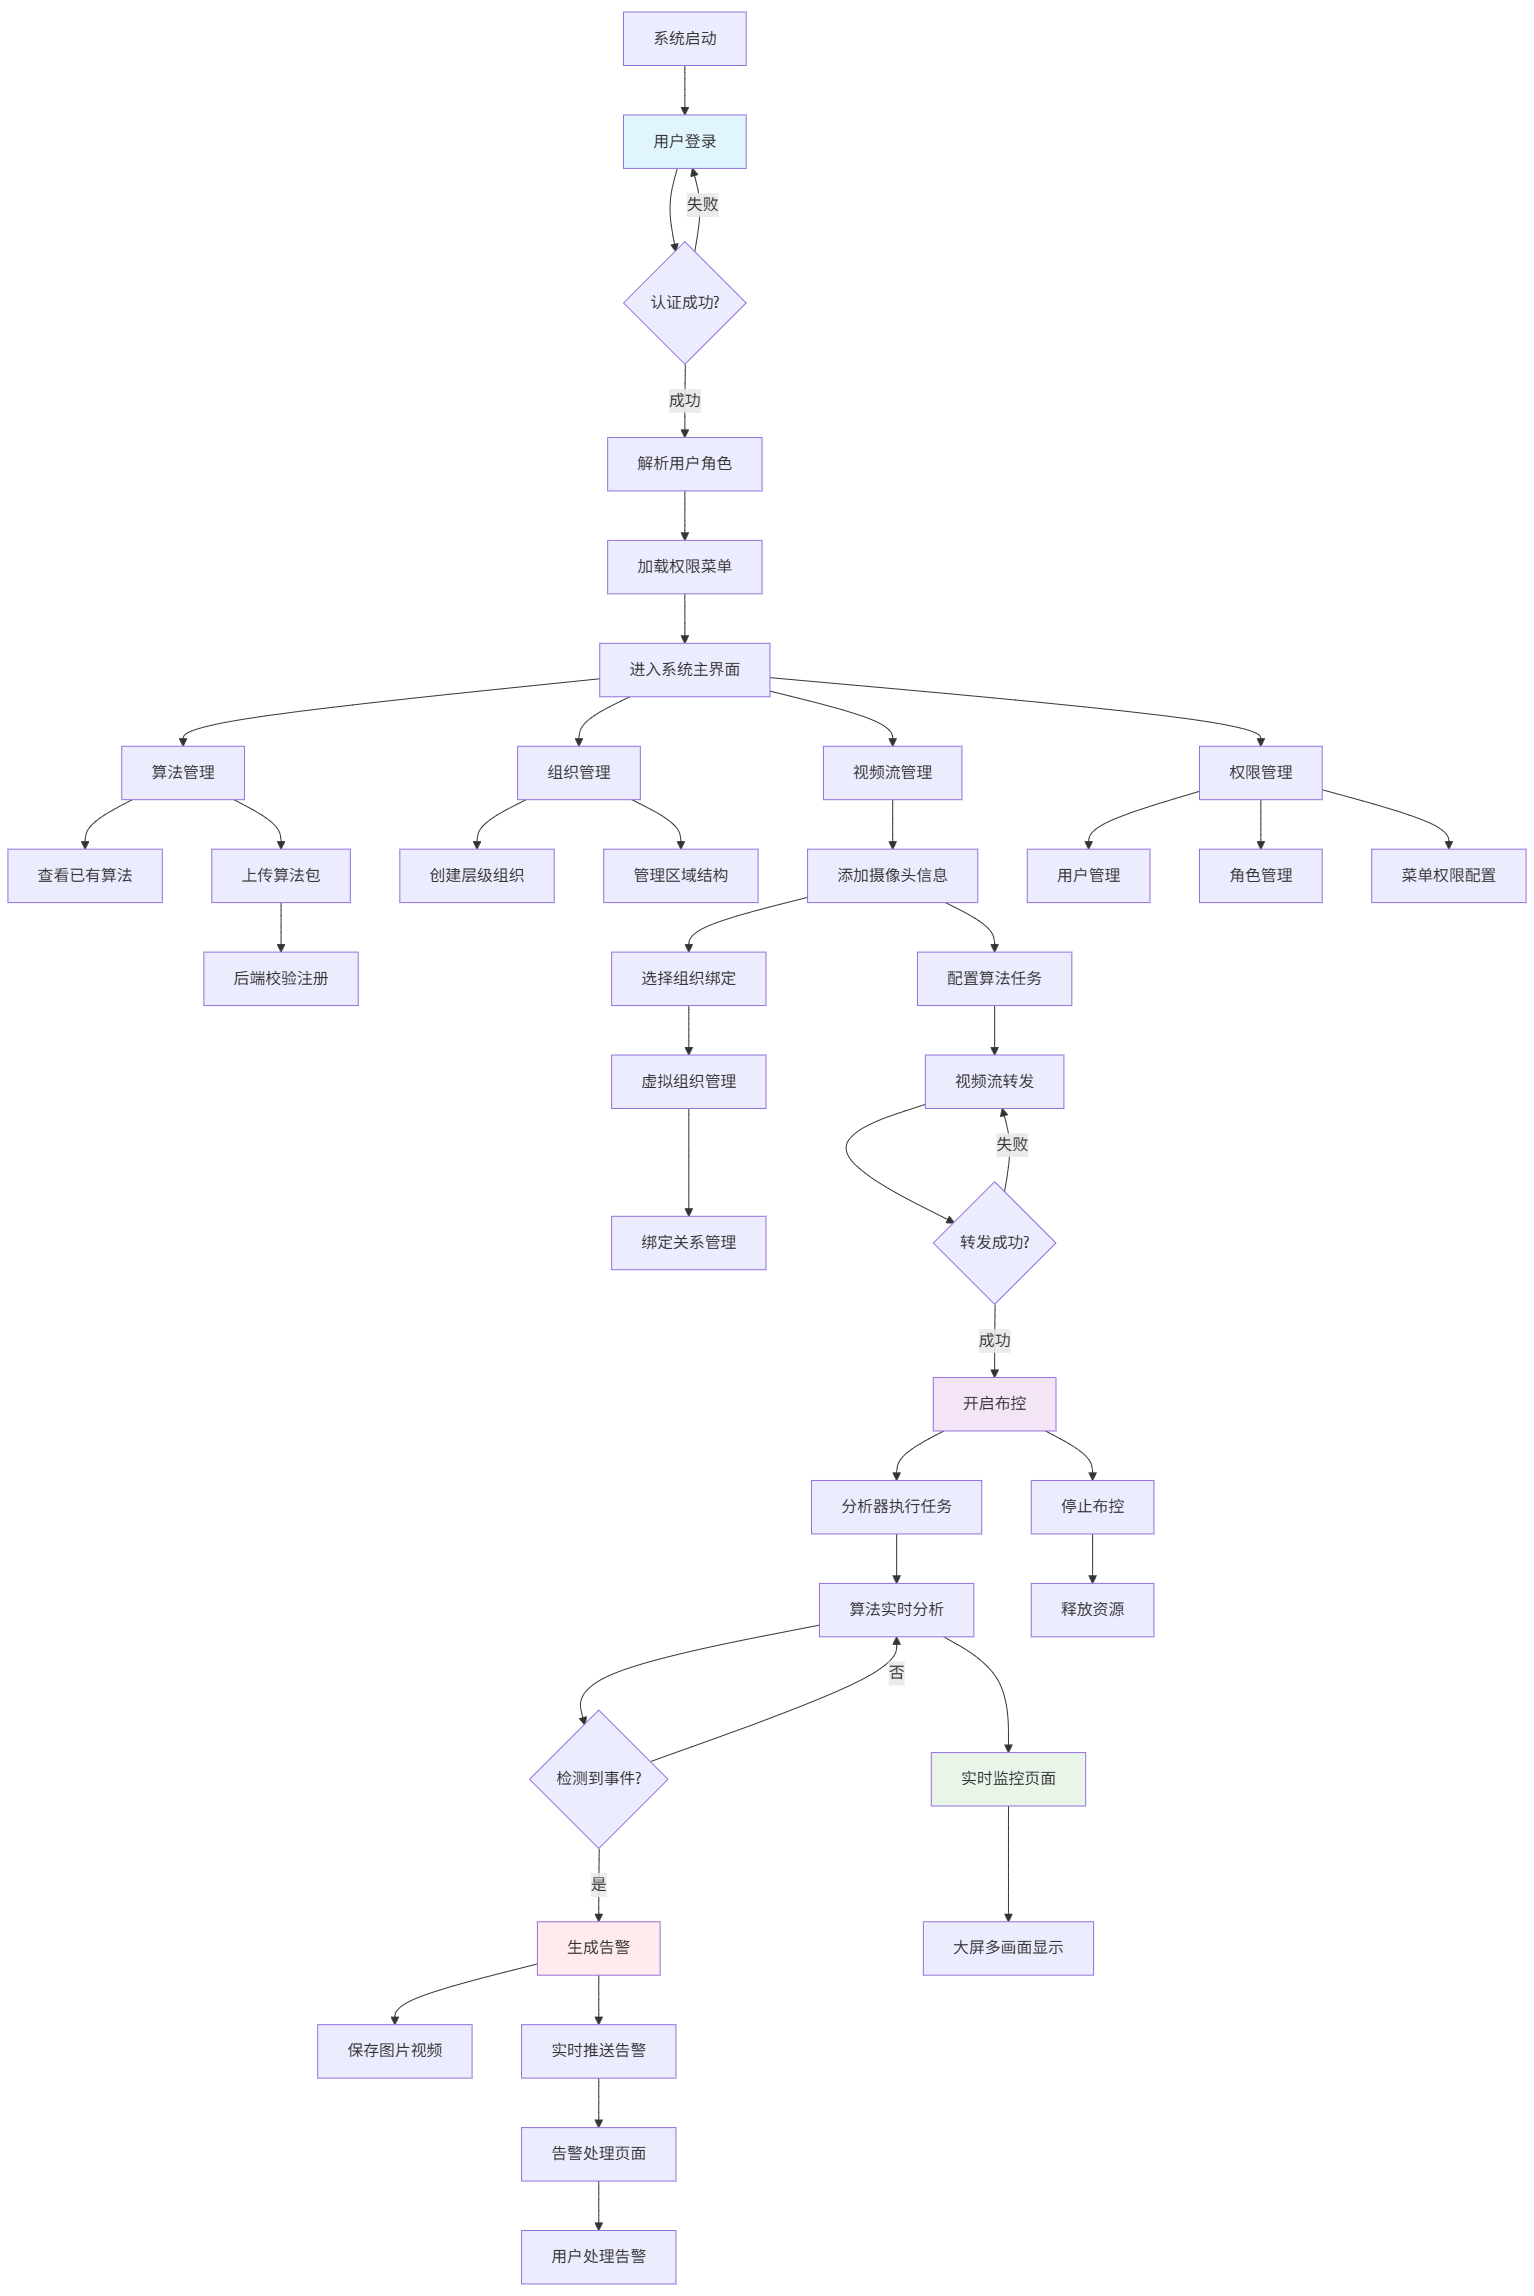 系统启动
用户登录
失败
认证成功?
成功
解析用户角色
加载权限菜单
进入系统主界面
算法管理
组织管理
视频流管理
权限管理
查看已有算法
上传算法包
创建层级组织
管理区域结构
添加摄像头信息
用户管理
角色管理
菜单权限配置
后端校验注册
选择组织绑定
配置算法任务
虚拟组织管理
视频流转发
失败
绑定关系管理
转发成功?
成功
开启布控
分析器执行任务
停止布控
算法实时分析
释放资源
否
检测到事件?
实时监控页面
是
生成告警
大屏多画面显示
保存图片视频
实时推送告警
告警处理页面
用户处理告警